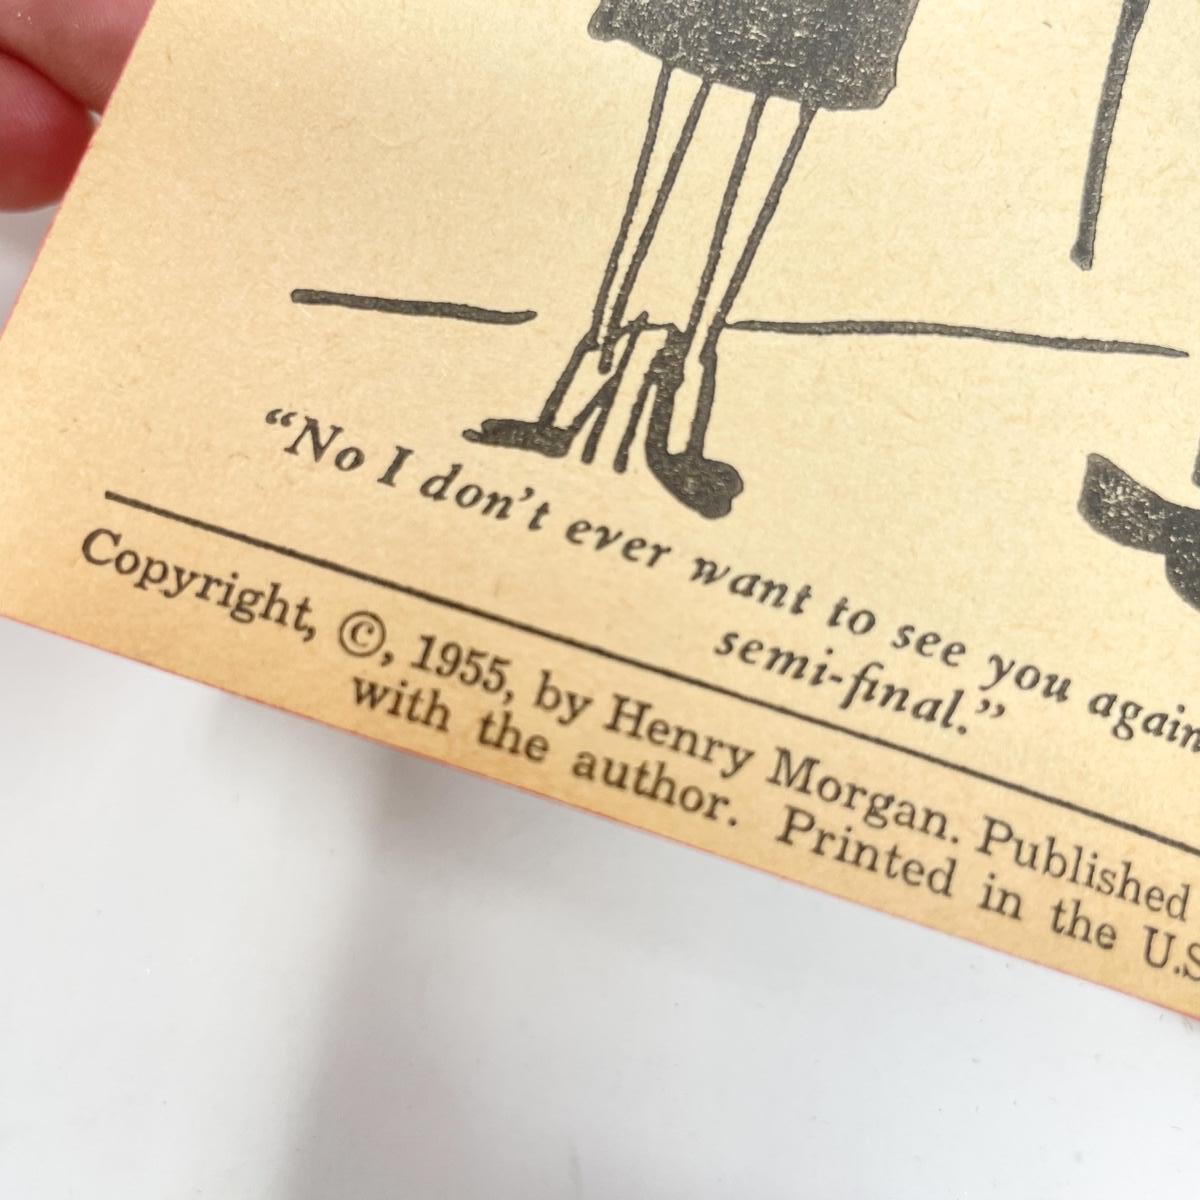 “No I don’t ever want to see you again
semi-final.”
Copyright, ©, 1955, by Henry Morgan. Published
with the author. Printed in the U.S